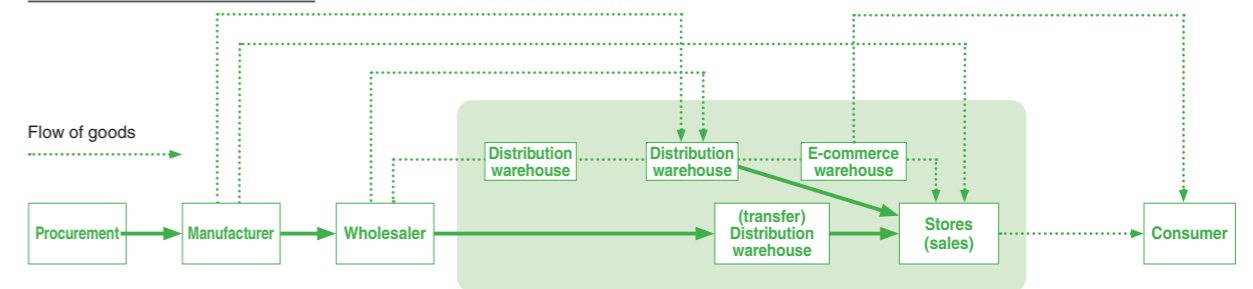 Flow of goods
Distribution
warehouse
Distribution
warehouse
E-commerce
warehouse
Procurement
Manufacturer
Wholesaler
(transfer)
Distribution
warehouse
Stores
(sales)
Consumer